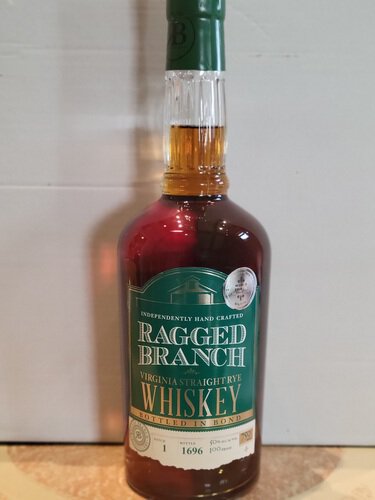 INDEPENDENTLY HAND CRAFTED
RAGGED
BRANCH
VIRGINIA STRAIGHT RYE
WHISKEY
BOTTLED IN BOND
BATCH BOTTLE 50% ALC/VOL
1 1696 100 PROOF